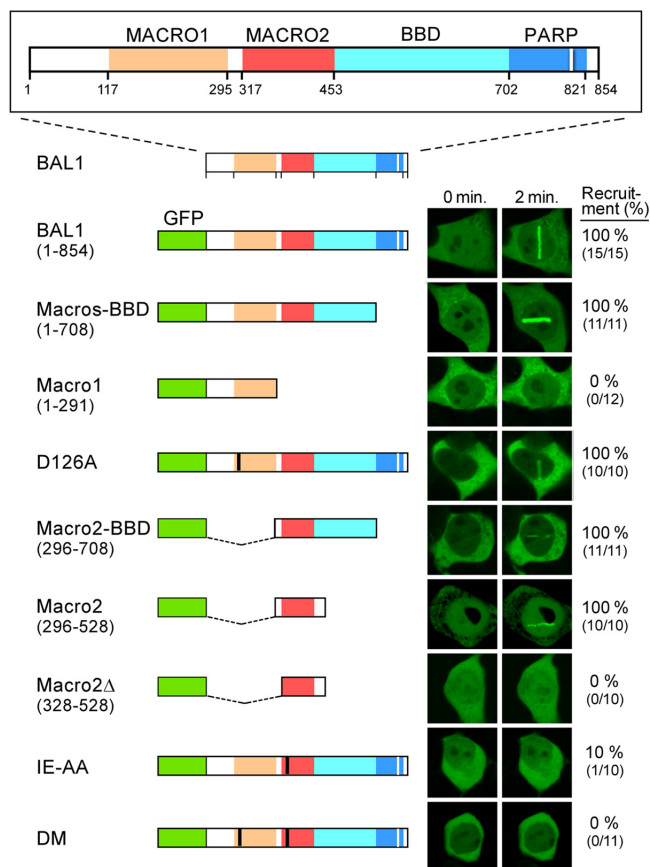 MACRO1 MACRO2 BBD PARP
1 117 295 317 453 702 821 854
BAL1
0 min. 2 min. Recruit-
ment (%)
GFP
BAL1
(1-854)
100 %
(15/15)
Macros-BBD
(1-708)
100 %
(11/11)
Macro1
(1-291)
0 %
(0/12)
D126A
100 %
(10/10)
Macro2-BBD
(296-708)
100 %
(11/11)
Macro2
(296-528)
100 %
(10/10)
Macro2Δ
(328-528)
0 %
(0/10)
IE-AA
10 %
(1/10)
DM
0 %
(0/11)